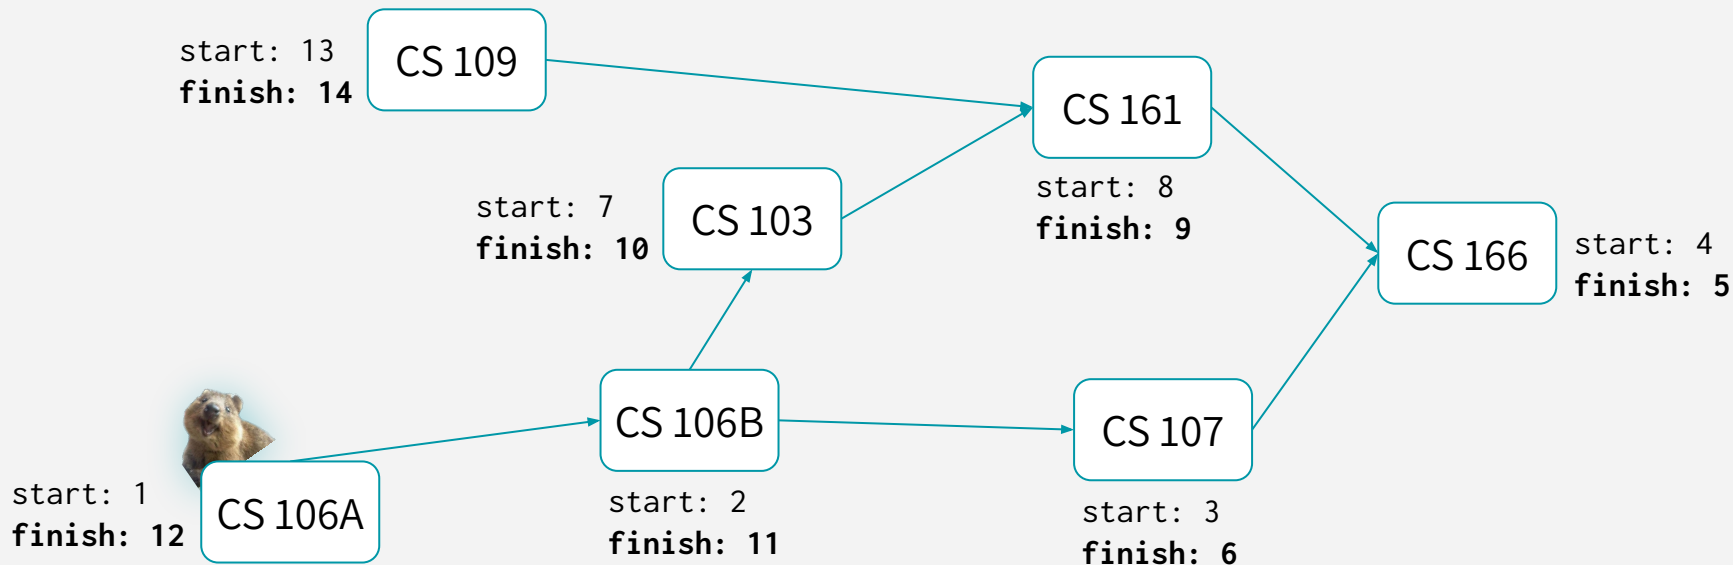 start: 13
finish: 14
CS 109
CS 161
start: 8
finish: 9
start: 7
finish: 10
CS 103
CS 166
start: 4
finish: 5
CS 106B
start: 2
finish: 11
CS 107
start: 3
finish: 6
start: 1
finish: 12
CS 106A